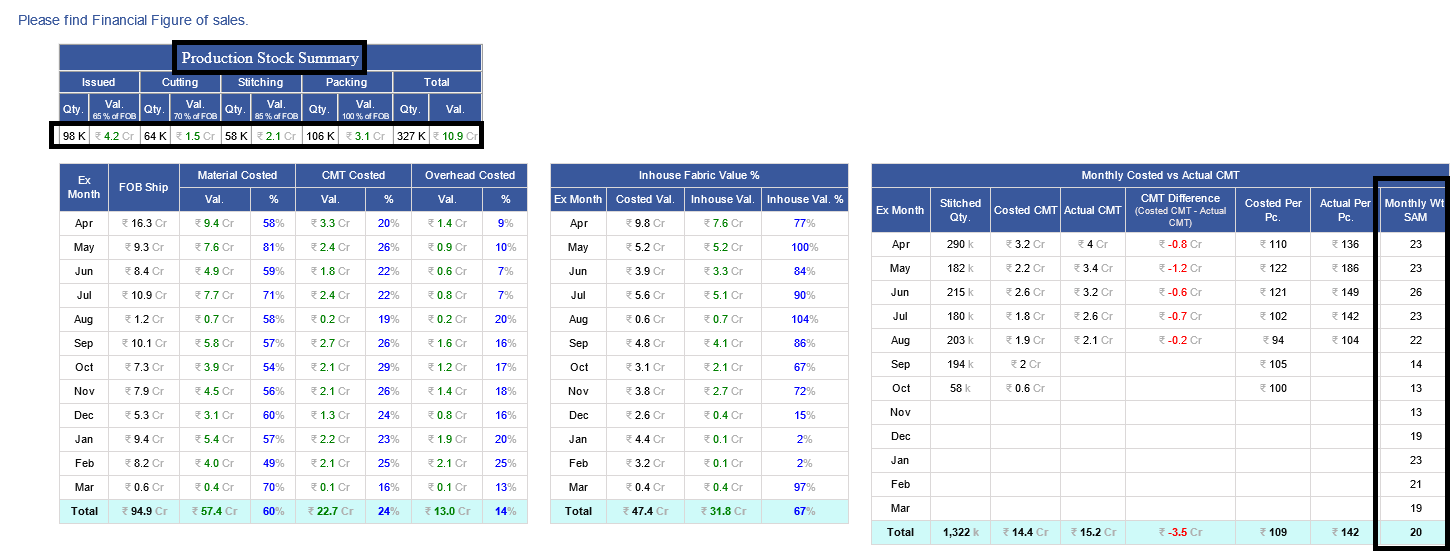 Please find Financial Figure of sales.
Production Stock Summary
Issued Cutting Stitching Packing Total
Qty. Val. 65 % of FOB Qty. Val. 70 % of FOB Qty. Val. 85 % of FOB Qty. Val. 100 % of FOB Qty. Val.
98 K ₹ 4.2 Cr 64 K ₹ 1.5 Cr 58 K ₹ 2.1 Cr 106 K ₹ 3.1 Cr 327 K ₹ 10.9 Cr
Ex Month FOB Ship Material Costed CMT Costed Overhead Costed
Val. % Val. % Val. %
Apr ₹ 16.3 Cr ₹ 9.4 Cr 58% ₹ 3.3 Cr 20% ₹ 1.4 Cr 9%
May ₹ 9.3 Cr ₹ 7.6 Cr 81% ₹ 2.4 Cr 26% ₹ 0.9 Cr 10%
Jun ₹ 8.4 Cr ₹ 4.9 Cr 59% ₹ 1.8 Cr 22% ₹ 0.6 Cr 7%
Jul ₹ 10.9 Cr ₹ 7.7 Cr 71% ₹ 2.4 Cr 22% ₹ 0.8 Cr 7%
Aug ₹ 1.2 Cr ₹ 0.7 Cr 58% ₹ 0.2 Cr 19% ₹ 0.2 Cr 20%
Sep ₹ 10.1 Cr ₹ 5.8 Cr 57% ₹ 2.7 Cr 26% ₹ 1.6 Cr 16%
Oct ₹ 7.3 Cr ₹ 3.9 Cr 54% ₹ 2.1 Cr 29% ₹ 1.2 Cr 17%
Nov ₹ 7.9 Cr ₹ 4.5 Cr 56% ₹ 2.1 Cr 26% ₹ 1.4 Cr 18%
Dec ₹ 5.3 Cr ₹ 3.1 Cr 60% ₹ 1.3 Cr 24% ₹ 0.8 Cr 16%
Jan ₹ 9.4 Cr ₹ 5.4 Cr 57% ₹ 2.2 Cr 23% ₹ 1.9 Cr 20%
Feb ₹ 8.2 Cr ₹ 4.0 Cr 49% ₹ 2.1 Cr 25% ₹ 2.1 Cr 25%
Mar ₹ 0.6 Cr ₹ 0.4 Cr 70% ₹ 0.1 Cr 16% ₹ 0.1 Cr 13%
Total ₹ 94.9 Cr ₹ 57.4 Cr 60% ₹ 22.7 Cr 24% ₹ 13.0 Cr 14%
Inhouse Fabric Value %
Ex Month Costed Val. Inhouse Val. Inhouse Val. %
Apr ₹ 9.8 Cr ₹ 7.6 Cr 77%
May ₹ 5.2 Cr ₹ 5.2 Cr 100%
Jun ₹ 3.9 Cr ₹ 3.3 Cr 84%
Jul ₹ 5.6 Cr ₹ 5.1 Cr 90%
Aug ₹ 0.6 Cr ₹ 0.7 Cr 104%
Sep ₹ 4.8 Cr ₹ 4.1 Cr 86%
Oct ₹ 3.1 Cr ₹ 2.1 Cr 67%
Nov ₹ 3.8 Cr ₹ 2.7 Cr 72%
Dec ₹ 2.6 Cr ₹ 0.4 Cr 15%
Jan ₹ 4.4 Cr ₹ 0.1 Cr 2%
Feb ₹ 3.2 Cr ₹ 0.1 Cr 2%
Mar ₹ 0.4 Cr ₹ 0.4 Cr 97%
Total ₹ 47.4 Cr ₹ 31.8 Cr 67%
Monthly Costed vs Actual CMT
Ex Month Stitched Qty. Costed CMT Actual CMT CMT Difference (Costed CMT - Actual CMT) Costed Per Pc. Actual Per Pc. Monthly Wt SAM
Apr 290 k ₹ 3.2 Cr ₹ 4 Cr ₹ -0.8 Cr ₹ 110 ₹ 136 23
May 182 k ₹ 2.2 Cr ₹ 3.4 Cr ₹ -1.2 Cr ₹ 122 ₹ 186 23
Jun 215 k ₹ 2.6 Cr ₹ 3.2 Cr ₹ -0.6 Cr ₹ 121 ₹ 149 26
Jul 180 k ₹ 1.8 Cr ₹ 2.6 Cr ₹ -0.7 Cr ₹ 102 ₹ 142 23
Aug 203 k ₹ 1.9 Cr ₹ 2.1 Cr ₹ -0.2 Cr ₹ 94 ₹ 104 22
Sep 194 k ₹ 2 Cr ₹ 105 14
Oct 58 k ₹ 0.6 Cr ₹ 100 13
Nov 13
Dec 19
Jan 23
Feb 21
Mar 19
Total 1,322 k ₹ 14.4 Cr ₹ 15.2 Cr ₹ -3.5 Cr ₹ 109 ₹ 142 20